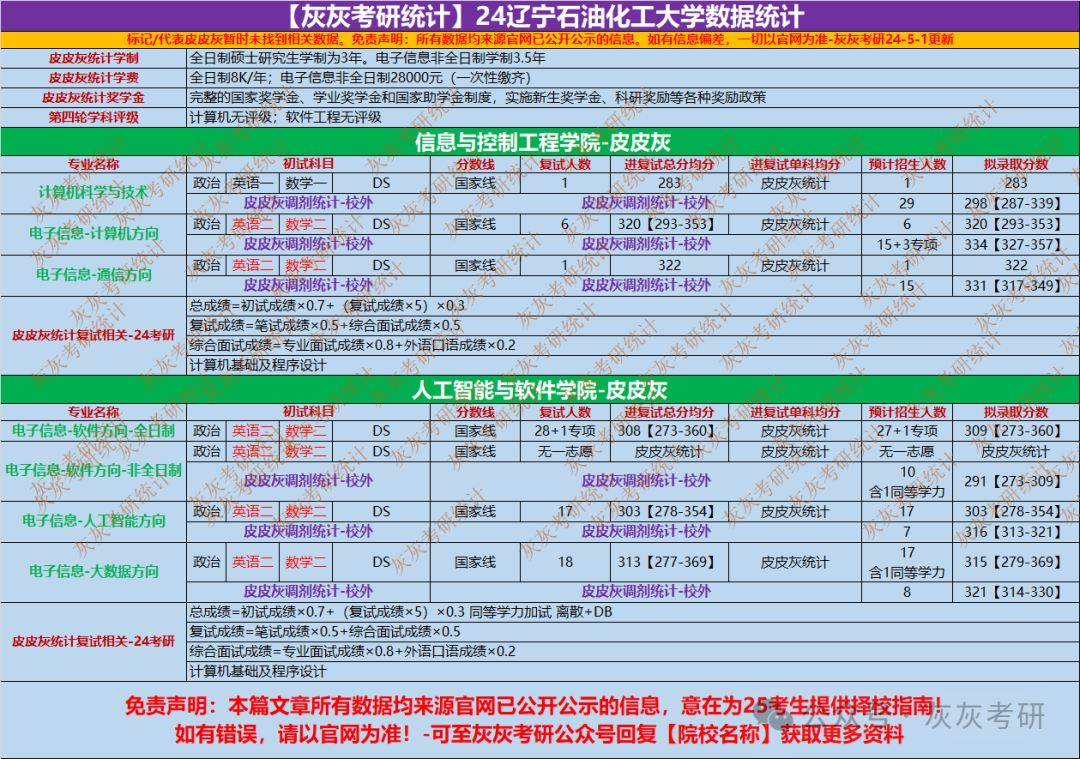 【灰灰考研统计】24辽宁石油化工大学数据统计
标记/代表皮皮灰暂时未找到相关数据。免责声明：所有数据均来源官网已公开公示的信息。如有信息偏差，一切以官网为准-灰灰考研24-5-1更新
皮皮灰统计学制 全日制硕士研究生学制为3年。电子信息非全日制学制3.5年
皮皮灰统计学费 全日制8K/年；电子信息非全日制28000元（一次性缴齐）
皮皮灰统计奖学金 完整的国家奖学金、学业奖学金和国家助学金制度，实施新生奖学金、科研奖励等各种奖励政策
第四轮学科评级 计算机无评级；软件工程无评级
信息与控制工程学院-皮皮灰
专业名称 初试科目 分数线 复试人数 进复试总分均分 进复试单科均分 预计招生人数 拟录取分数
计算机科学与技术 政治 英语一 数学一 DS 国家线 1 283 皮皮灰统计 1 283
皮皮灰调剂统计-校外 皮皮灰调剂统计-校外 29 298【287-339】
电子信息-计算机方向 政治 英语二 数学二 DS 国家线 6 320【293-353】 皮皮灰统计 6 320【293-353】
皮皮灰调剂统计-校外 皮皮灰调剂统计-校外 15+3专项 334【327-357】
电子信息-通信方向 政治 英语二 数学二 DS 国家线 1 322 皮皮灰统计 1 322
皮皮灰调剂统计-校外 皮皮灰调剂统计-校外 15 331【317-349】
皮皮灰统计复试相关-24考研
总成绩=初试成绩×0.7+（复试成绩×5）×0.3
复试成绩=笔试成绩×0.5+综合面试成绩×0.5
综合面试成绩=专业面试成绩×0.8+外语口语成绩×0.2
计算机基础及程序设计
人工智能与软件学院-皮皮灰
专业名称 初试科目 分数线 复试人数 进复试总分均分 进复试单科均分 预计招生人数 拟录取分数
电子信息-软件方向-全日制 政治 英语二 数学二 DS 国家线 28+1专项 308【273-360】 皮皮灰统计 27+1专项 309【273-360】
电子信息-软件方向-非全日制 政治 英语二 数学二 DS 国家线 无一志愿 皮皮灰统计 皮皮灰统计 无一志愿 皮皮灰统计
皮皮灰调剂统计-校外 皮皮灰调剂统计-校外 10 含1同等学力 291【273-309】
电子信息-人工智能方向 政治 英语二 数学二 DS 国家线 17 303【278-354】 皮皮灰统计 17 303【278-354】
皮皮灰调剂统计-校外 皮皮灰调剂统计-校外 7 316【313-321】
电子信息-大数据方向 政治 英语二 数学二 DS 国家线 18 313【277-369】 皮皮灰统计 17 含1同等学力 315【279-369】
皮皮灰调剂统计-校外 皮皮灰调剂统计-校外 8 321【314-330】
皮皮灰统计复试相关-24考研
总成绩=初试成绩×0.7+（复试成绩×5）×0.3 同等学力加试 离散+DB
复试成绩=笔试成绩×0.5+综合面试成绩×0.5
综合面试成绩=专业面试成绩×0.8+外语口语成绩×0.2
计算机基础及程序设计
免责声明：本篇文章所有数据均来源官网已公开公示的信息，意在为25考生提供择校指南！
如有错误，请以官网为准！-可至灰灰考研公众号回复【院校名称】获取更多资料
公众号·灰灰考研